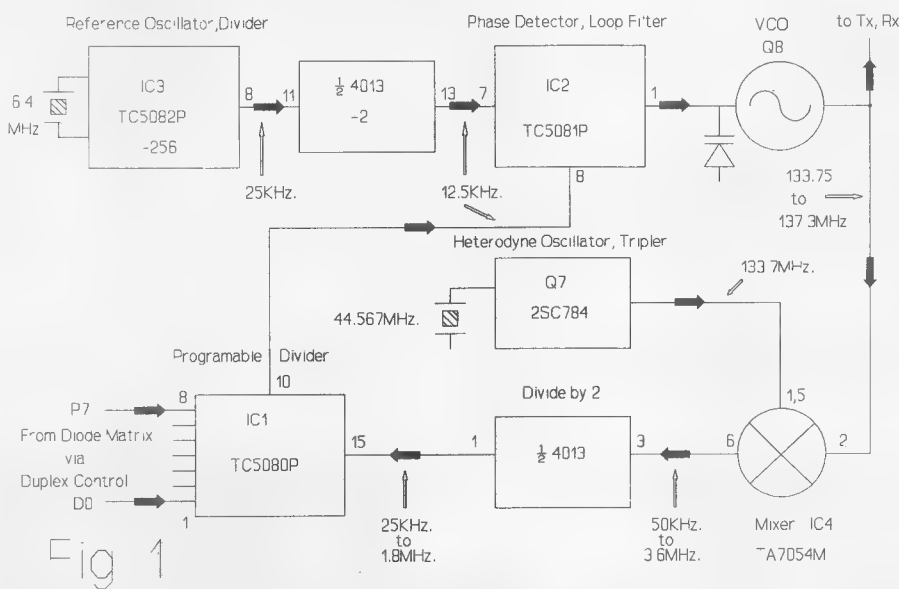 Reference Oscillator,Divider
Phase Detector, Loop Filter
VCO
Q8
to Tx, Rx
6.4
MHz
IC3
TC5082P
-256
8
11
½ 4013
-2
13
7
IC2
TC5081P
1
8
25KHz.
12.5KHz.
133.75
to
137.3MHz
Heterodyne Oscillator, Tripler
Q7
2SC784
133.7MHz.
44.567MHz.
Programable Divider
10
P7
8
From Diode Matrix
via
Duplex Control
D0
1
IC1
TC5080P
15
Divide by 2
1
½ 4013
3
6
1,5
2
25KHz.
to
1.8MHz.
50KHz.
to
3.6MHz.
Mixer IC4
TA7054M
Fig 1